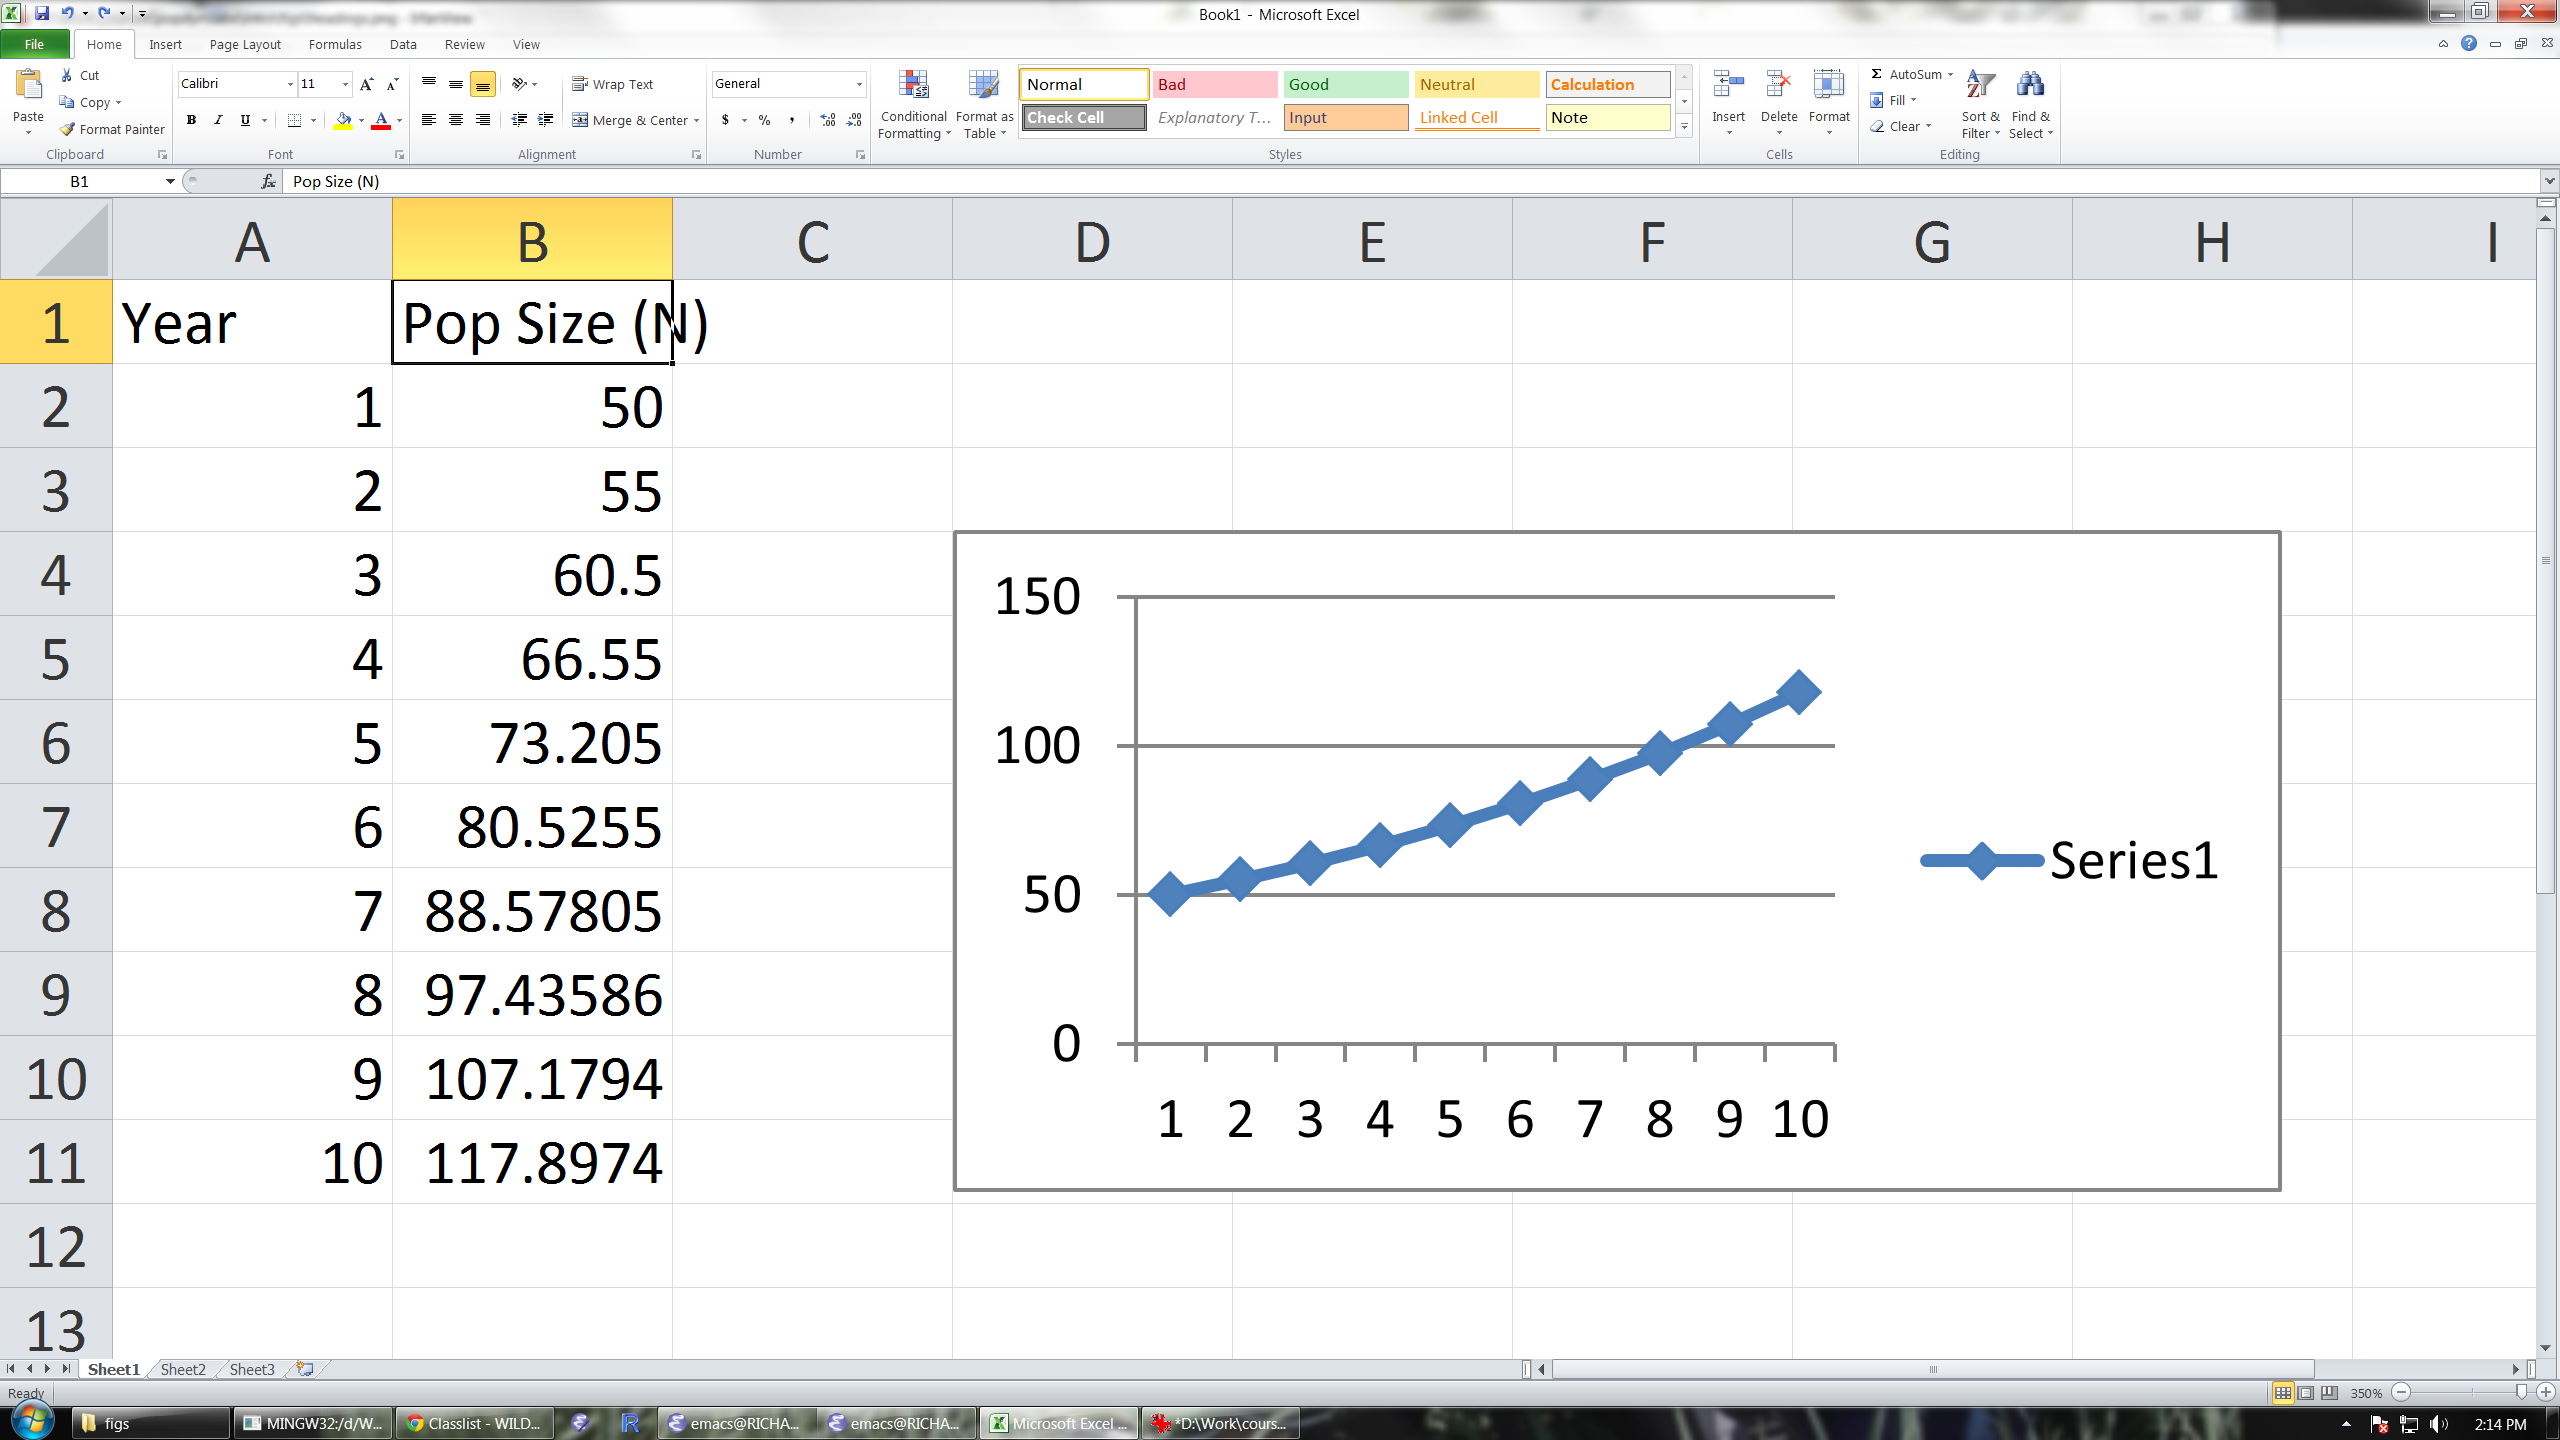 Book1 - Microsoft Excel
File Home Insert Page Layout Formulas Data Review View
Paste
Cut
Copy
Format Painter
Clipboard
Calibri 11
B I U
Font
Wrap Text
Merge & Center
Alignment
General
$ % ,
Number
Conditional Formatting
Format as Table
Normal Bad Good Neutral Calculation
Check Cell Explanatory T... Input Linked Cell Note
Styles
Insert Delete Format
Cells
Σ AutoSum
Fill
Clear
Sort & Filter
Find & Select
Editing
B1 fx Pop Size (N)
A B C D E F G H I
1 Year Pop Size (N)
2 1 50
3 2 55
4 3 60.5
5 4 66.55
6 5 73.205
7 6 80.5255
8 7 88.57805
9 8 97.43586
10 9 107.1794
11 10 117.8974
12
13
150
100
50
0
1 2 3 4 5 6 7 8 9 10
Series1
Sheet1 Sheet2 Sheet3
Ready 350%
figs MINGW32:/d/W... Classlist - WILD... emacs@RICHA... emacs@RICHA... Microsoft Excel ... *D:\Work\cours... 2:14 PM